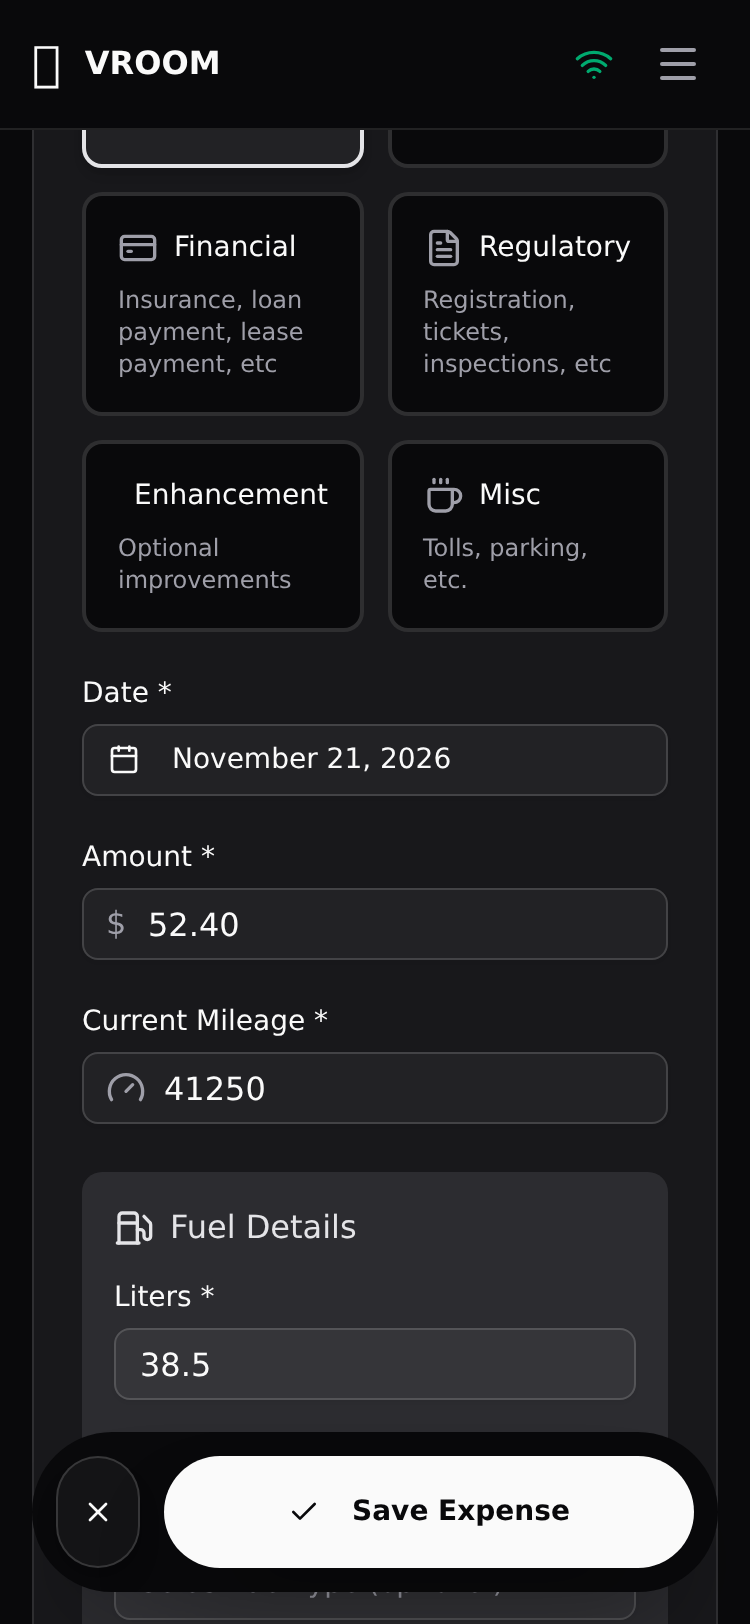 VROOM
Financial
Insurance, loan
payment, lease
payment, etc
Regulatory
Registration,
tickets,
inspections, etc
Enhancement
Optional
improvements
Misc
Tolls, parking,
etc.
Date *
November 21, 2026
Amount *
$ 52.40
Current Mileage *
41250
Fuel Details
Liters *
38.5
Save Expense